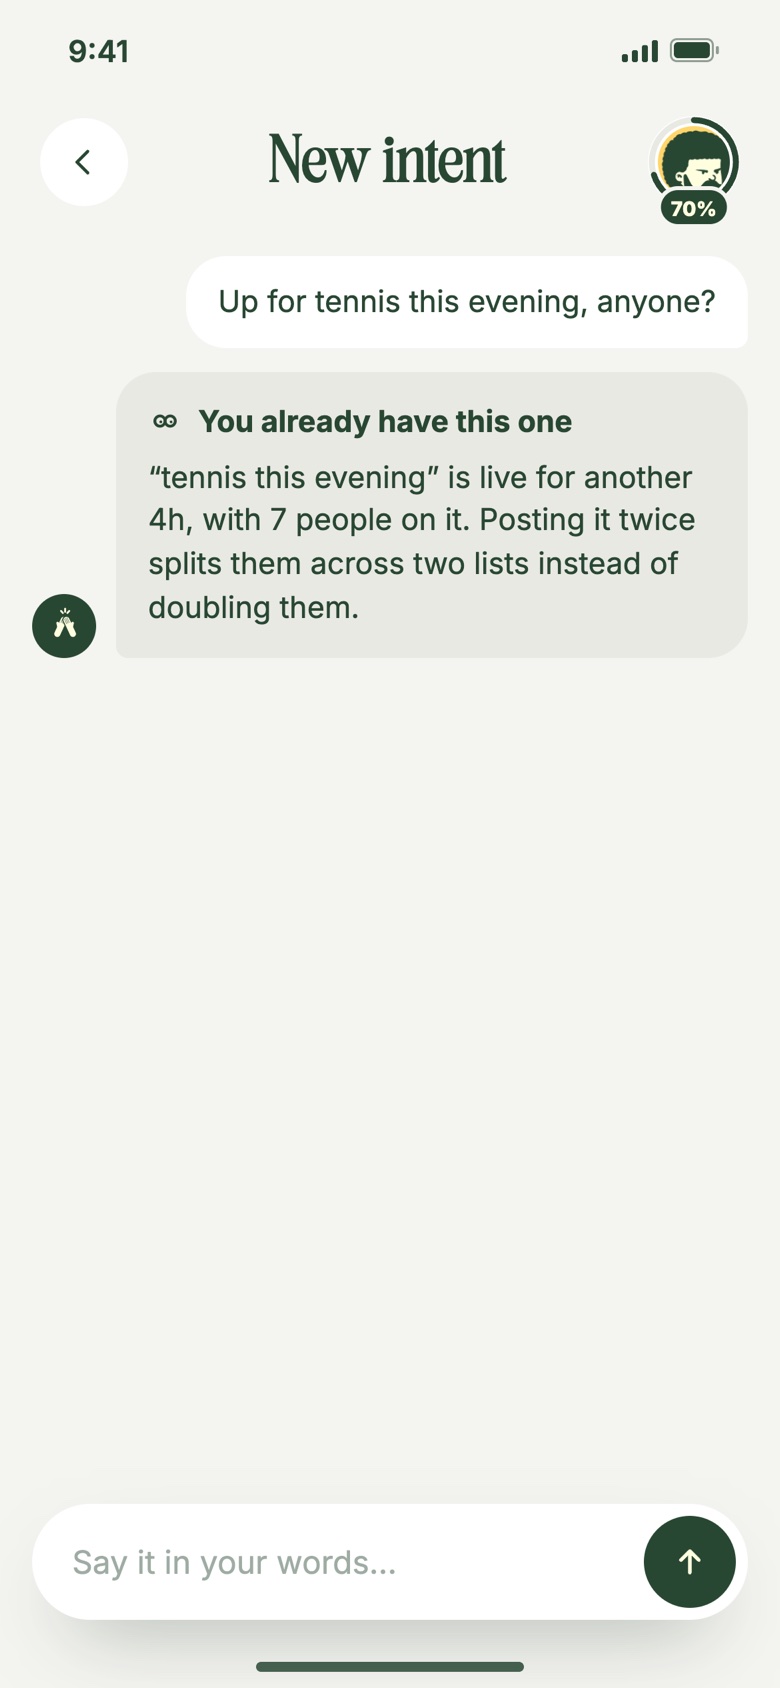 9:41
New intent
70%
Up for tennis this evening, anyone?
You already have this one
“tennis this evening” is live for another
4h, with 7 people on it. Posting it twice
splits them across two lists instead of
doubling them.
Say it in your words...